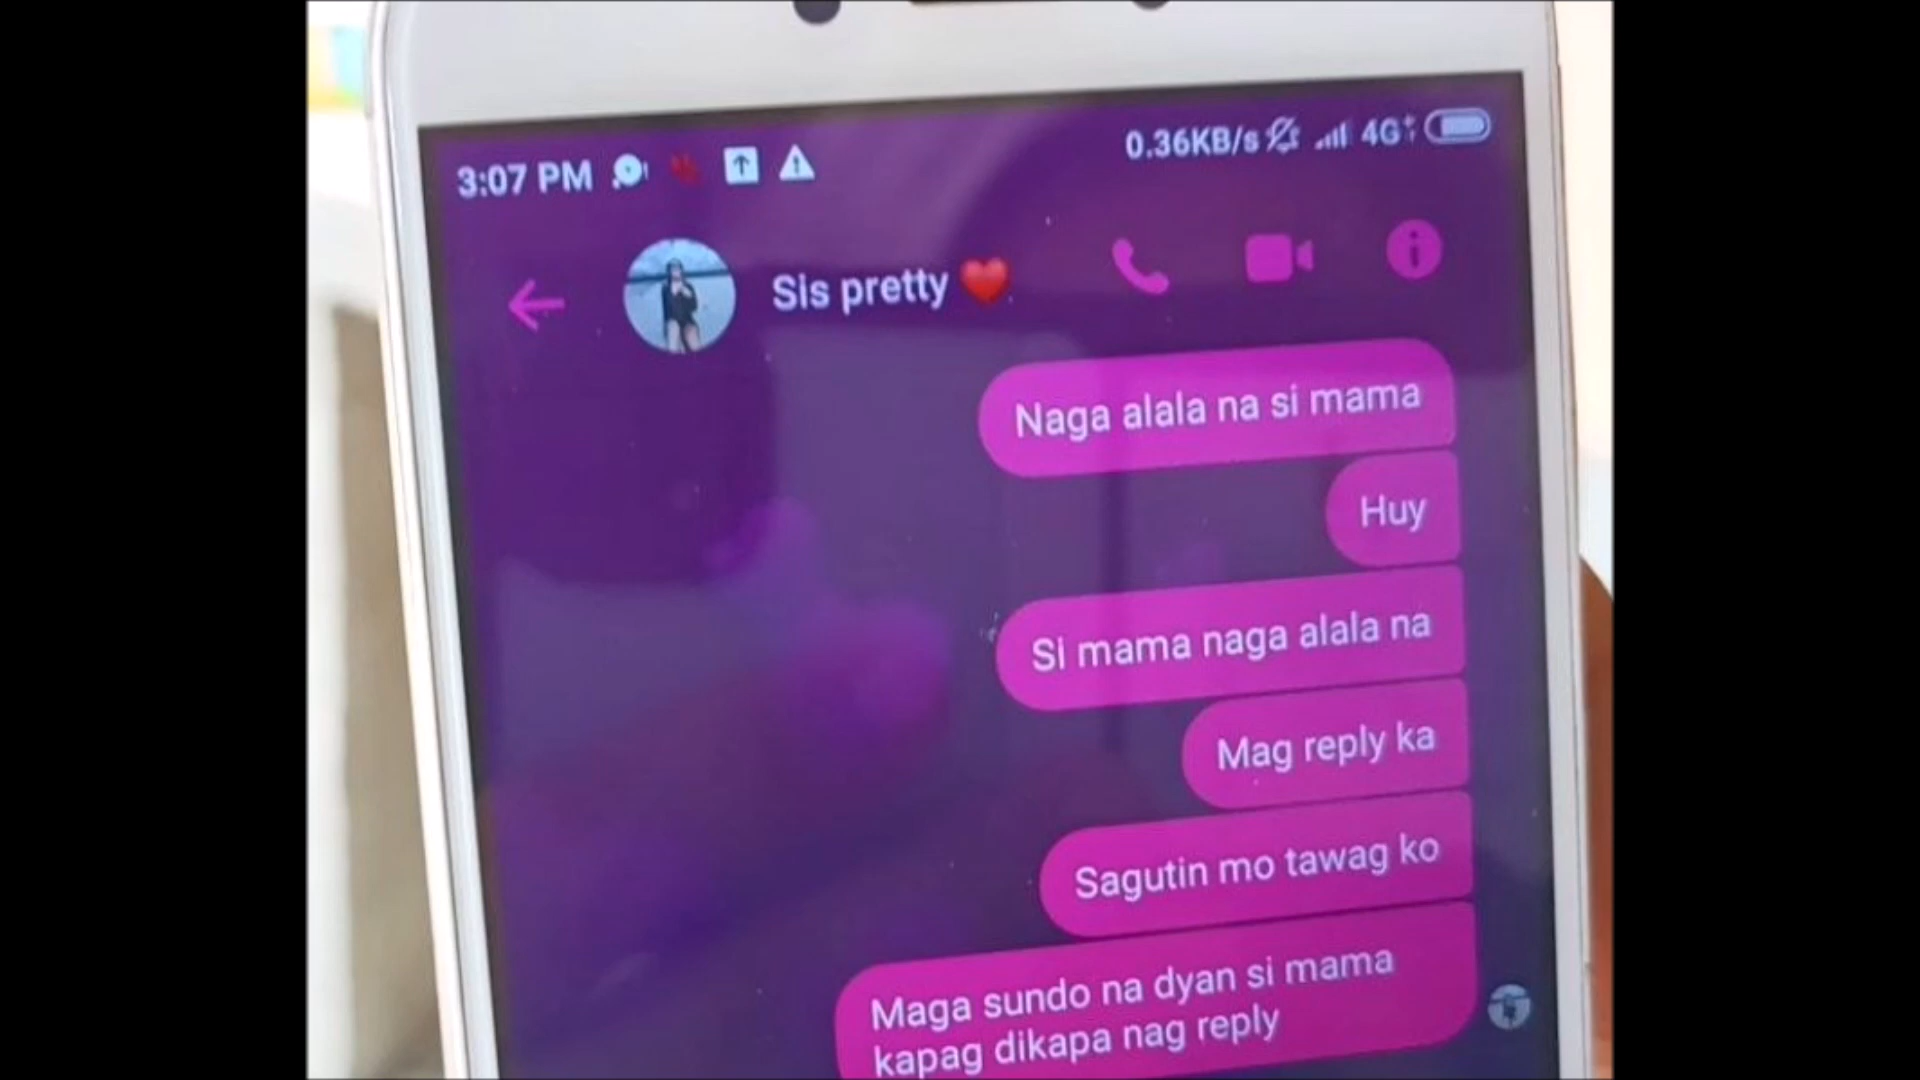 3:07 PM
0.36KB/s 4G+
Sis pretty
Naga alala na si mama
Huy
Si mama naga alala na
Mag reply ka
Sagutin mo tawag ko
Maga sundo na dyan si mama
kapag dikapa nag reply